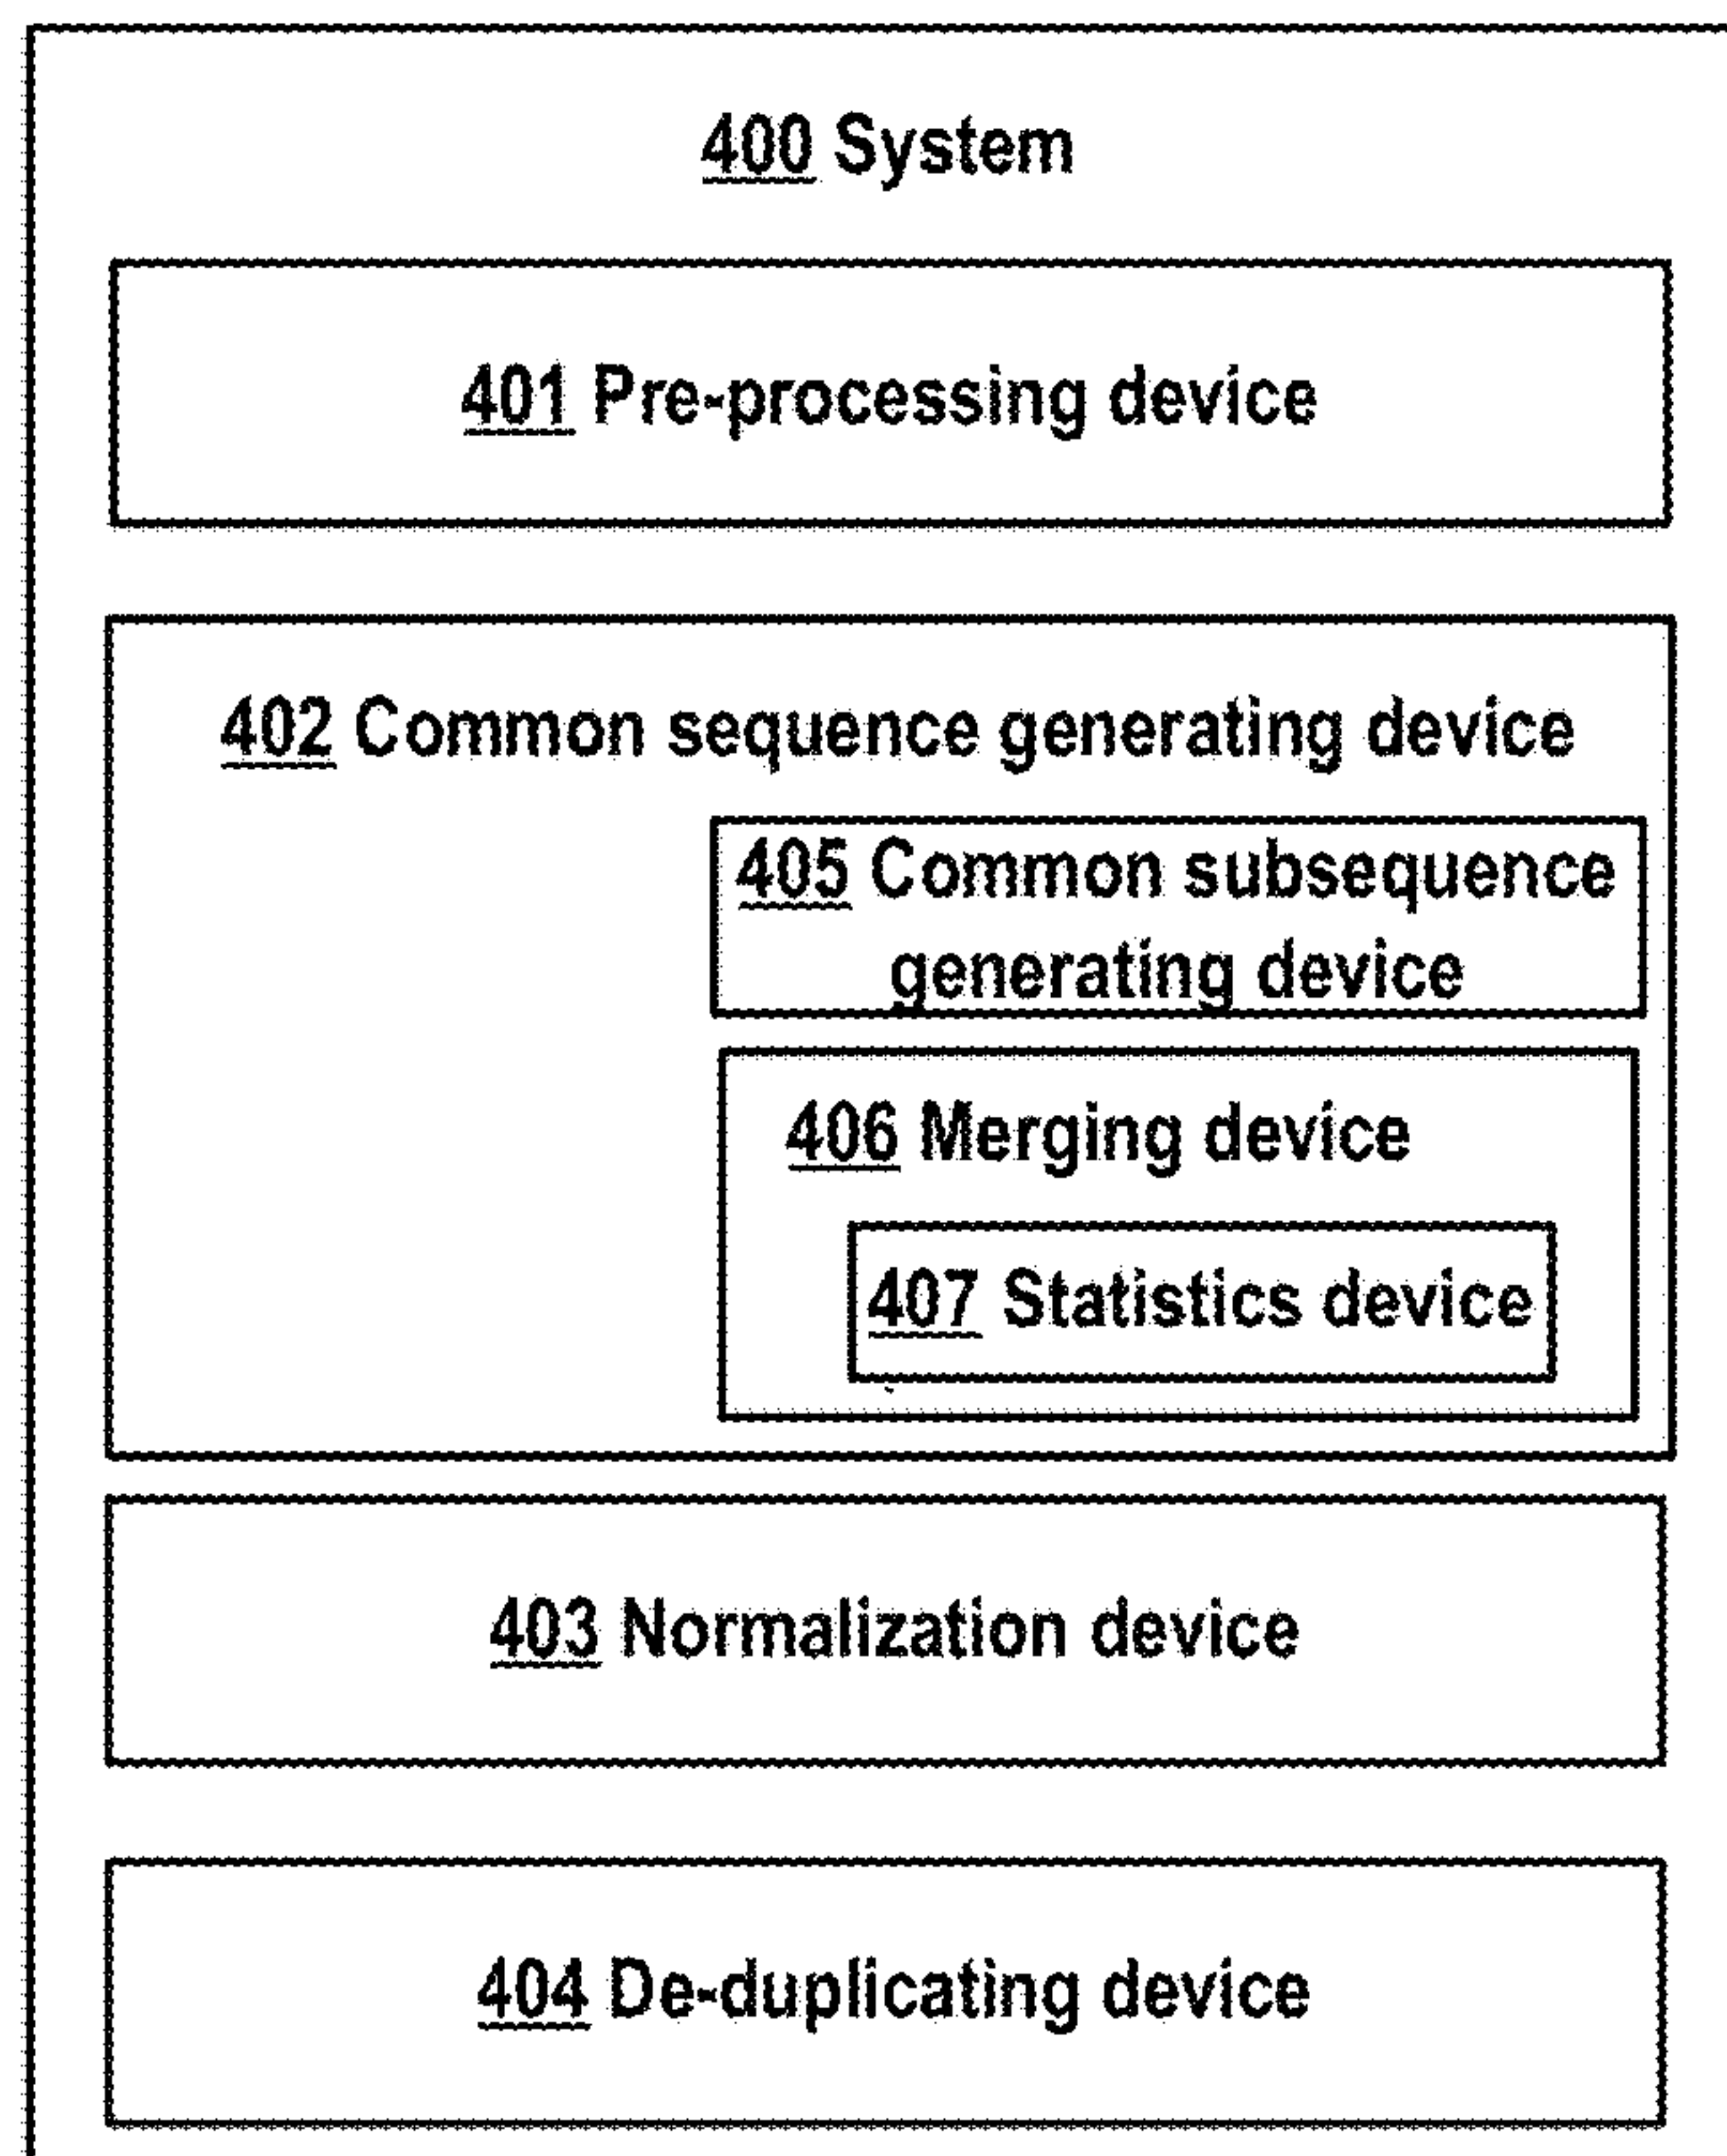 400 System
401 Pre-processing device
402 Common sequence generating device
405 Common subsequence
generating device
406 Merging device
407 Statistics device
403 Normalization device
404 De-duplicating device